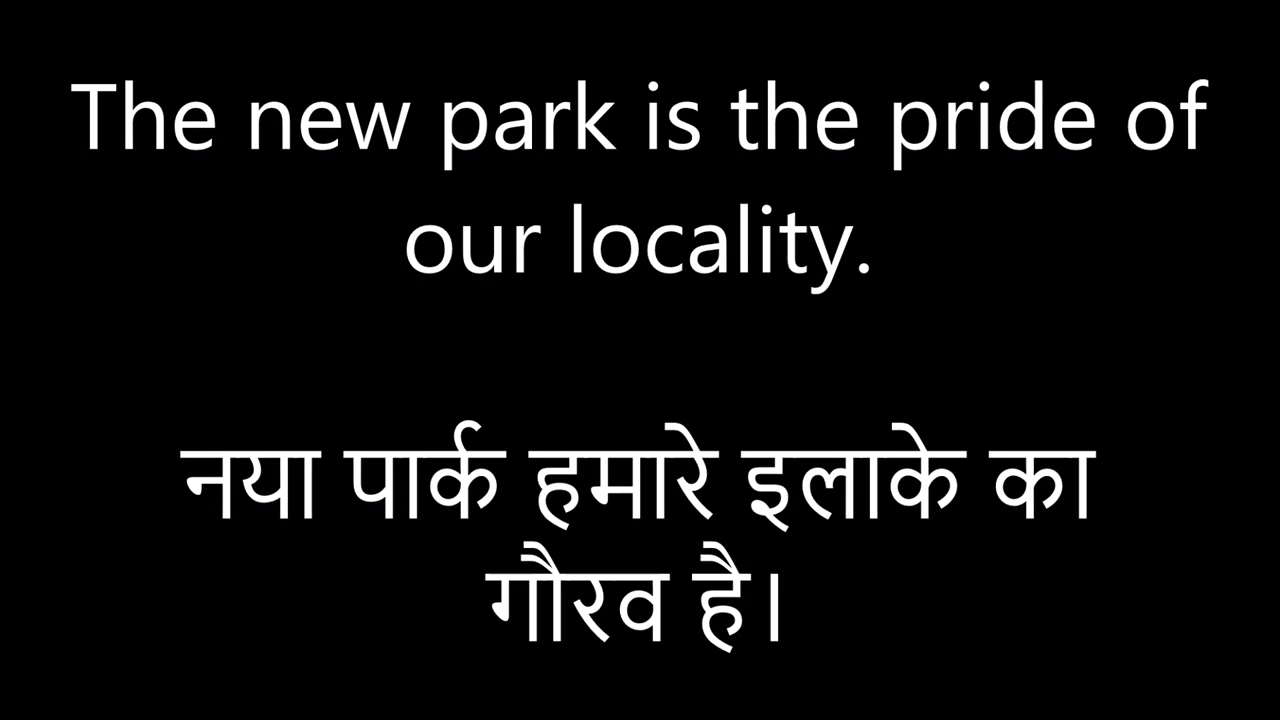 The new park is the pride of
our locality.
नया पार्क हमारे इलाके का
गौरव है।